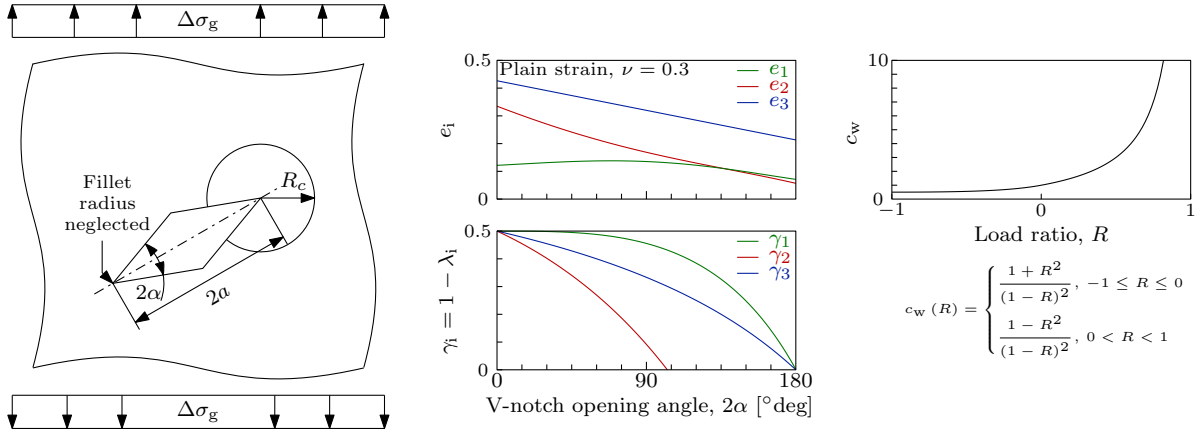 Δσg
Fillet
radius
neglected
Rc
2α
2a
Δσg
0.5
0
ei
Plain strain, ν = 0.3
e1
e2
e3
0.5
0
γi = 1 − λi
γ1
γ2
γ3
0
90
180
V-notch opening angle, 2α [°deg]
10
0
cw
−1
0
1
Load ratio, R
cw (R) = { 1 + R² / (1 − R)², −1 ≤ R ≤ 0
1 − R² / (1 − R)², 0 < R < 1